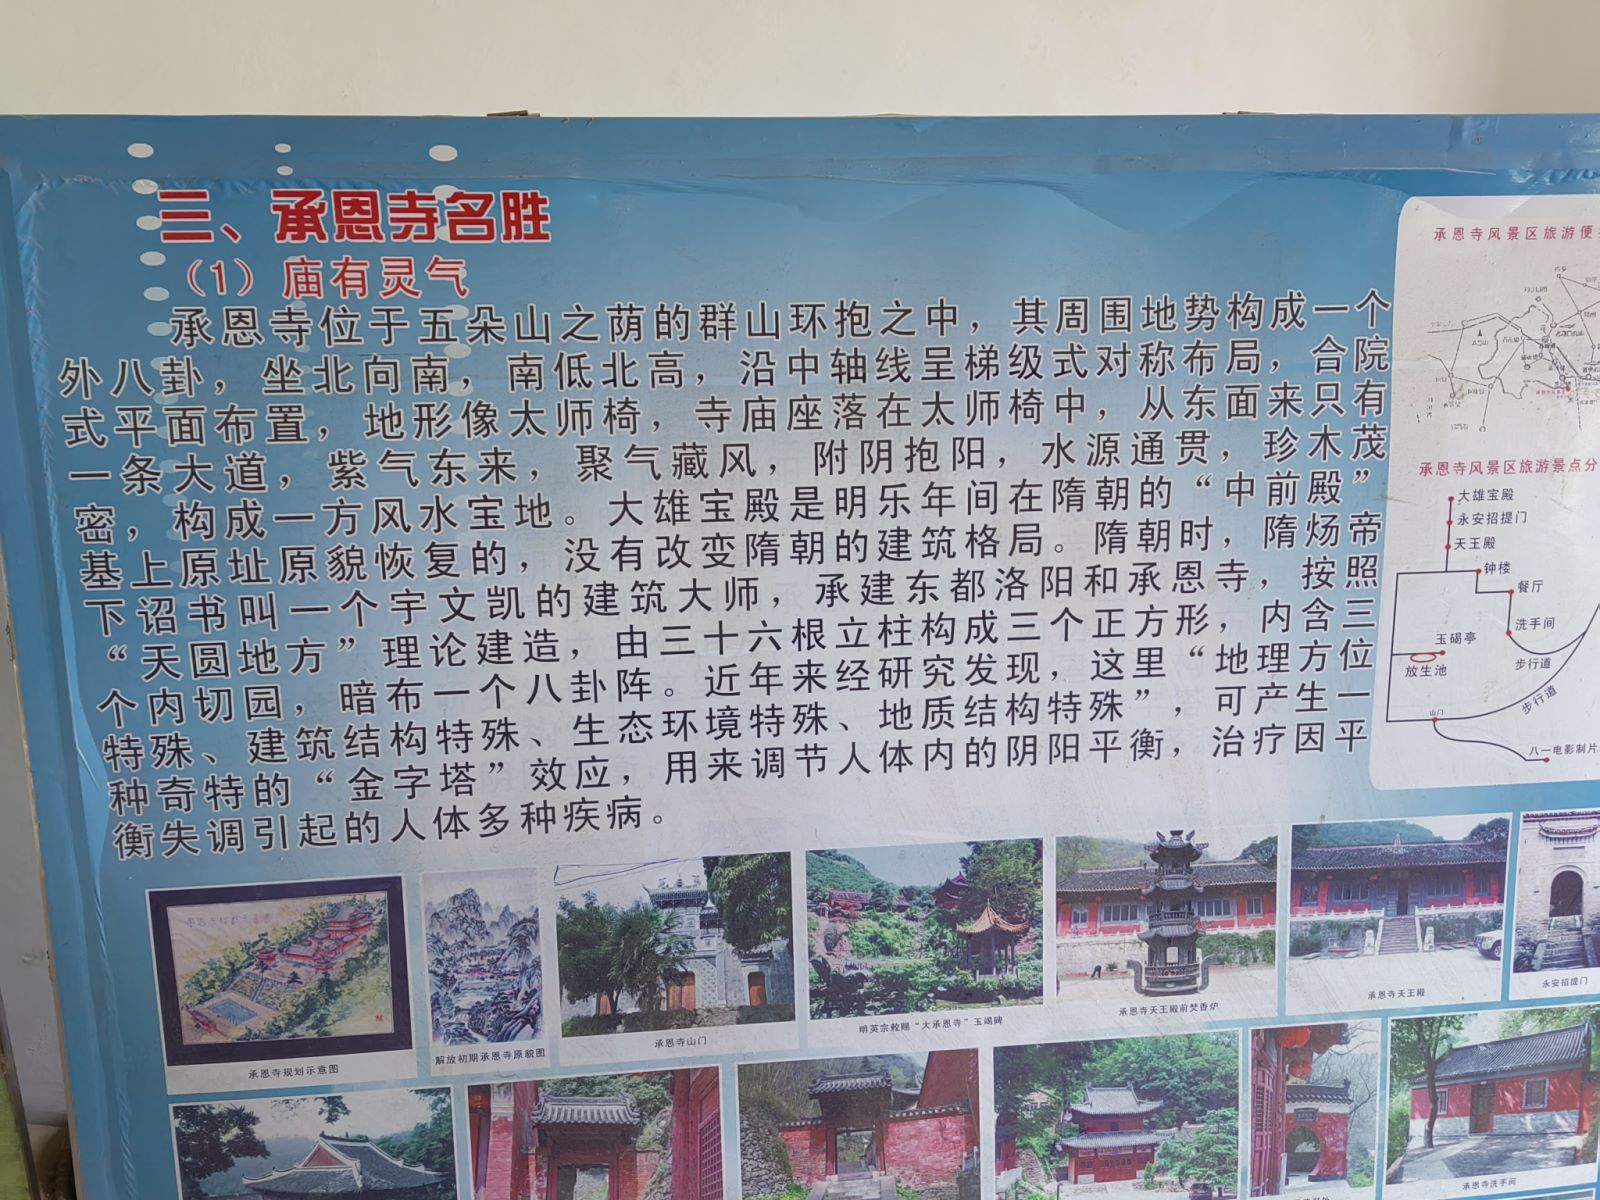 三、承恩寺名胜
（1）庙有灵气
承恩寺位于五朵山之荫的群山环抱之中，其周围地势构成一个
外八卦，坐北向南，南低北高，沿中轴线呈梯级式对称布局，合院
式平面布置，地形像太师椅，寺庙座落在太师椅中，从东面来只有
一条大道，紫气东来，聚气藏风，附阴抱阳，水源通贯，珍木茂
密，构成一方风水宝地。大雄宝殿是明乐年间在隋朝的“中前殿”
基上原址原貌恢复的，没有改变隋朝的建筑格局。隋朝时，隋炀帝
下诏书叫一个宇文凯的建筑大师，承建东都洛阳和承恩寺，按照
“天圆地方”理论建造，由三十六根立柱构成三个正方形，内含三
个内切园，暗布一个八卦阵。近年来经研究发现，这里“地理方位
特殊、建筑结构特殊、生态环境特殊、地质结构特殊”，可产生一
种奇特的“金字塔”效应，用来调节人体内的阴阳平衡，治疗因平
衡失调引起的人体多种疾病。
承恩寺风景区旅游便
承恩寺风景区旅游景点分
大雄宝殿
永安招提门
天王殿
钟楼
餐厅
洗手间
玉碣亭
放生池
步行道
步行道
山门
八一电影制片
承恩寺规划示意图
解放初期承恩寺原貌图
承恩寺山门
明英宗敕赐“大承恩寺”玉碣碑
承恩寺天王殿前焚香炉
承恩寺天王殿
永安招提门
承恩寺洗手间